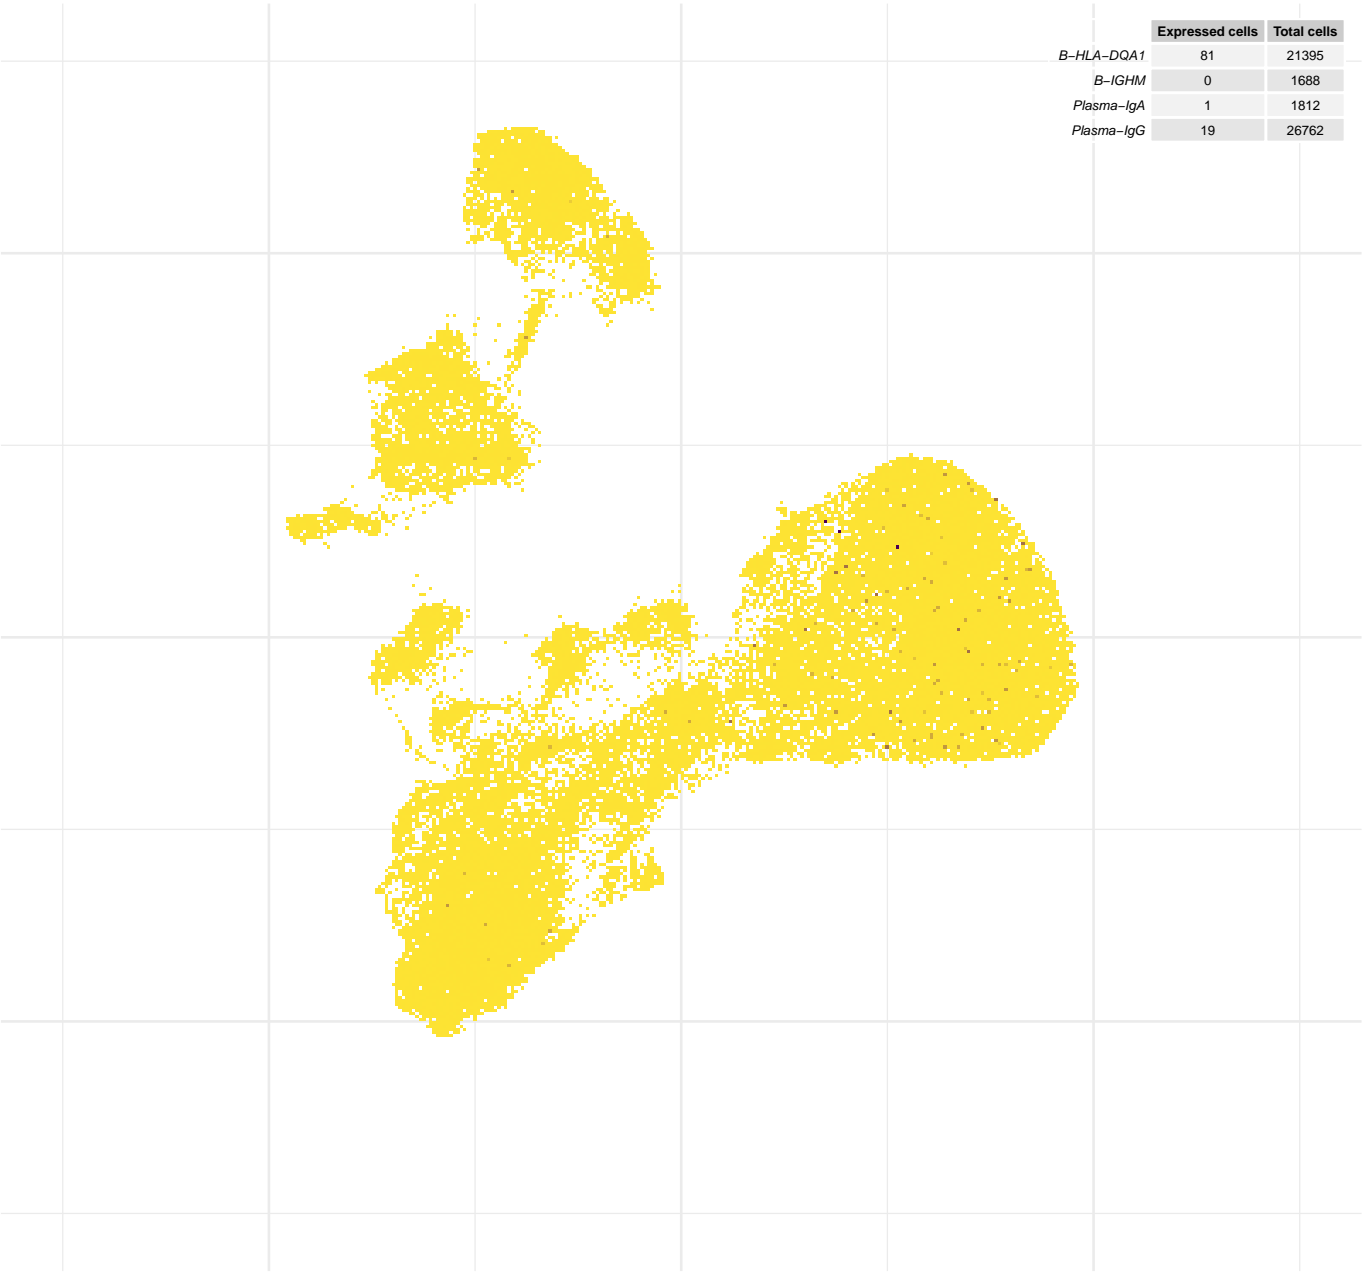 Expressed cells Total cells
B−HLA−DQA1 81 21395
B−IGHM 0 1688
Plasma−IgA 1 1812
Plasma−IgG 19 26762